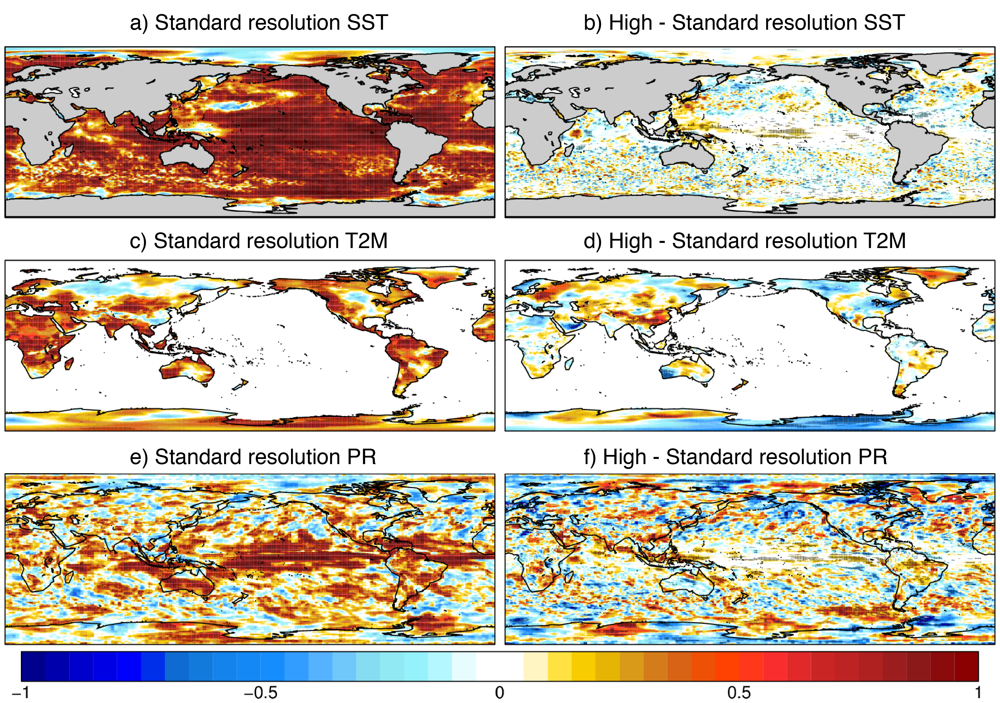 a) Standard resolution SST
b) High - Standard resolution SST
c) Standard resolution T2M
d) High - Standard resolution T2M
e) Standard resolution PR
f) High - Standard resolution PR
−1 −0.5 0 0.5 1